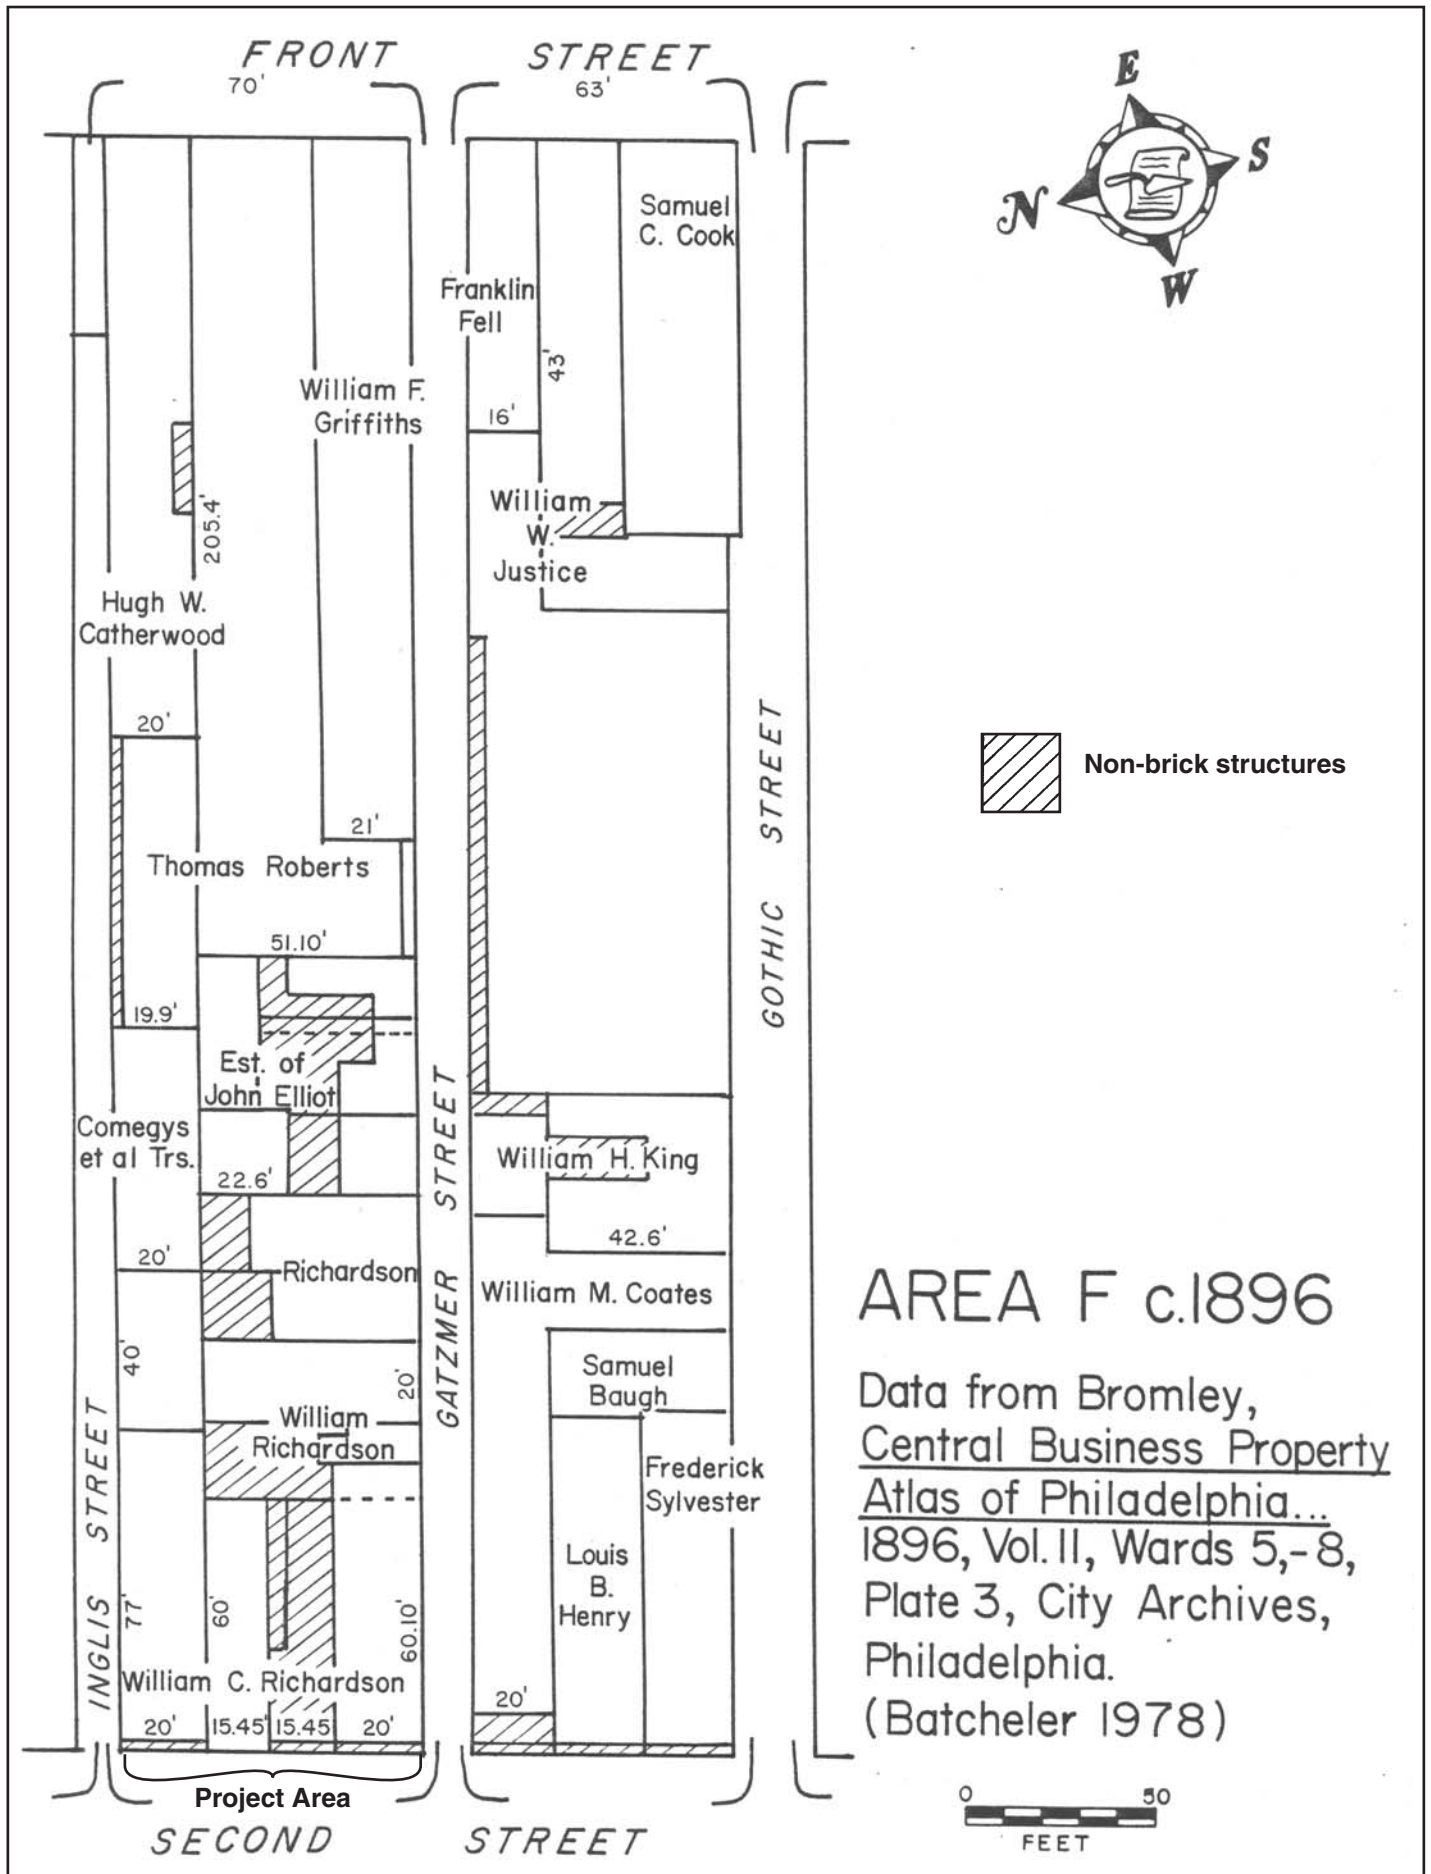 FRONT STREET
70'
63'
E
S
N
W
Samuel
C. Cook
Franklin
Fell
43'
William F.
Griffiths
16'
William
W.
Justice
205.4'
Hugh W.
Catherwood
20'
Non-brick structures
GOTHIC STREET
21'
Thomas Roberts
51.10'
19.9'
Est. of
John Elliot
Comegys
et al Trs.
22.6'
William H. King
42.6'
20'
Richardson
William M. Coates
GATZMER STREET
AREA F c.1896
40'
20'
Samuel
Baugh
William
Richardson
Frederick
Sylvester
Louis
B.
Henry
INGLIS STREET
77'
60'
60.10'
William C. Richardson
20'
20'
15.45'
15.45
20'
Data from Bromley,
Central Business Property
Atlas of Philadelphia...
1896, Vol. II, Wards 5,-8,
Plate 3, City Archives,
Philadelphia.
(Batcheler 1978)
Project Area
0 50
FEET
SECOND STREET